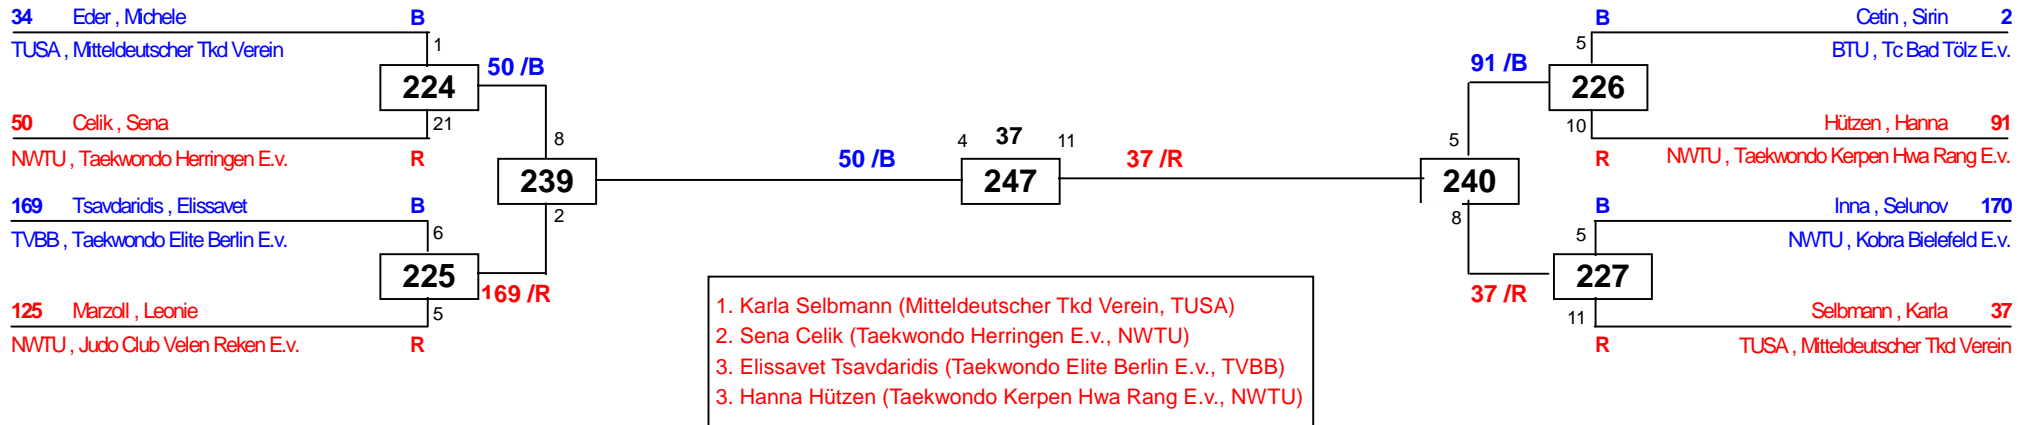 34 Eder , Michele B
1
TUSA , Mitteldeutscher Tkd Verein
224
50 /B
50 Celik , Sena
21
NWTU , Taekwondo Herringen E.v. R
8
239
2
169 Tsavdaridis , Elissavet B
6
TVBB , Taekwondo Elite Berlin E.v.
225
169 /R
125 Marzoll , Leonie
5
NWTU , Judo Club Velen Reken E.v. R
50 /B
4 37 11
247
37 /R
B Cetin , Sirin 2
5
BTU , Tc Bad Tölz E.v.
91 /B
226
Hützen , Hanna 91
10
R NWTU , Taekwondo Kerpen Hwa Rang E.v.
5
240
8
B Inna , Selunov 170
5
NWTU , Kobra Bielefeld E.v.
227
37 /R
Selbmann , Karla 37
11
R TUSA , Mitteldeutscher Tkd Verein
1. Karla Selbmann (Mitteldeutscher Tkd Verein, TUSA)
2. Sena Celik (Taekwondo Herringen E.v., NWTU)
3. Elissavet Tsavdaridis (Taekwondo Elite Berlin E.v., TVBB)
3. Hanna Hützen (Taekwondo Kerpen Hwa Rang E.v., NWTU)